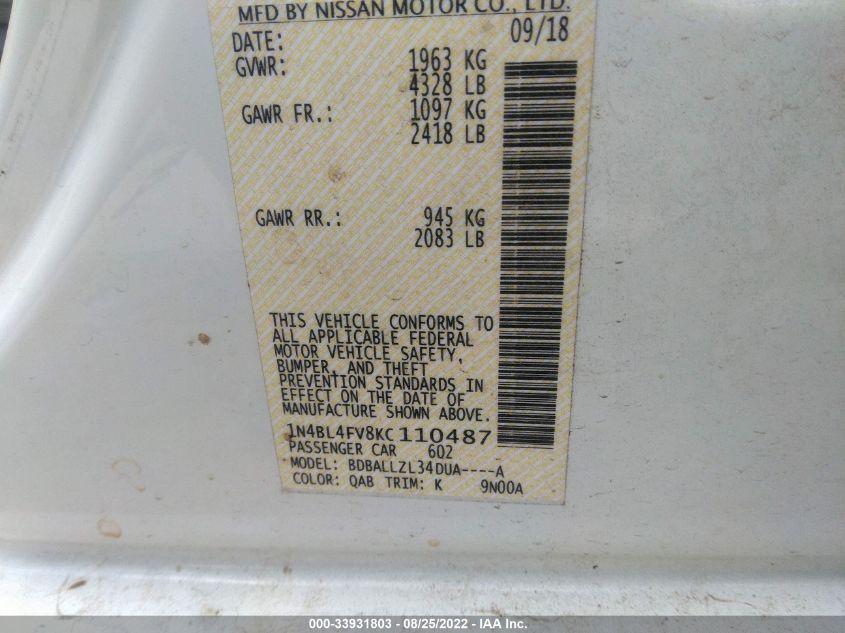 MFD BY NISSAN MOTOR CO., LTD.
DATE: 09/18
GVWR: 1963 KG
4328 LB
GAWR FR.: 1097 KG
2418 LB
GAWR RR.: 945 KG
2083 LB
THIS VEHICLE CONFORMS TO
ALL APPLICABLE FEDERAL
MOTOR VEHICLE SAFETY,
BUMPER, AND THEFT
PREVENTION STANDARDS IN
EFFECT ON THE DATE OF
MANUFACTURE SHOWN ABOVE.
1N4BL4FV8KC110487
PASSENGER CAR 602
MODEL: BDBALLZL34DUA----A
COLOR: QAB TRIM: K 9N00A
000-33931803 - 08/25/2022 - IAA Inc.